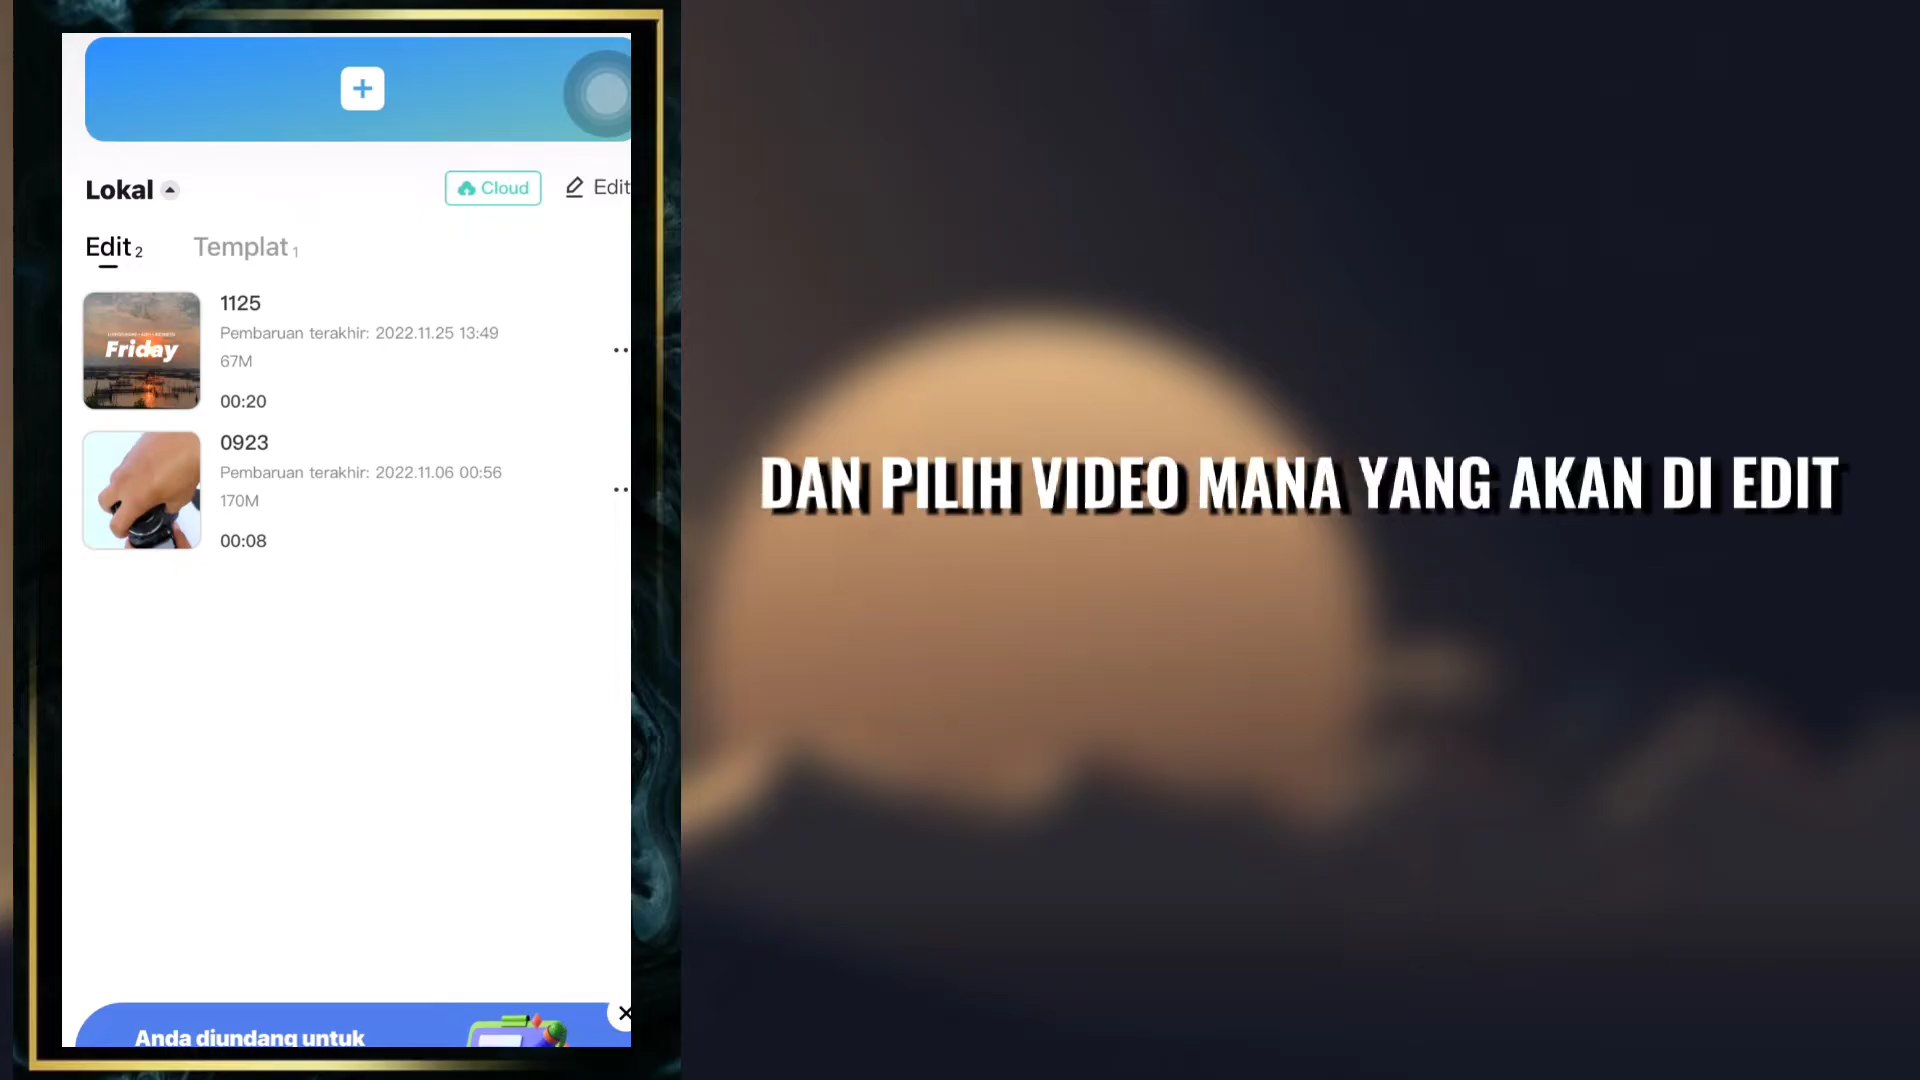 Lokal
Cloud
Edit
Edit 2
Templat 1
1125
Pembaruan terakhir: 2022.11.25 13:49
67M
00:20
Friday
0923
Pembaruan terakhir: 2022.11.06 00:56
170M
00:08
Anda diundang untuk
DAN PILIH VIDEO MANA YANG AKAN DI EDIT